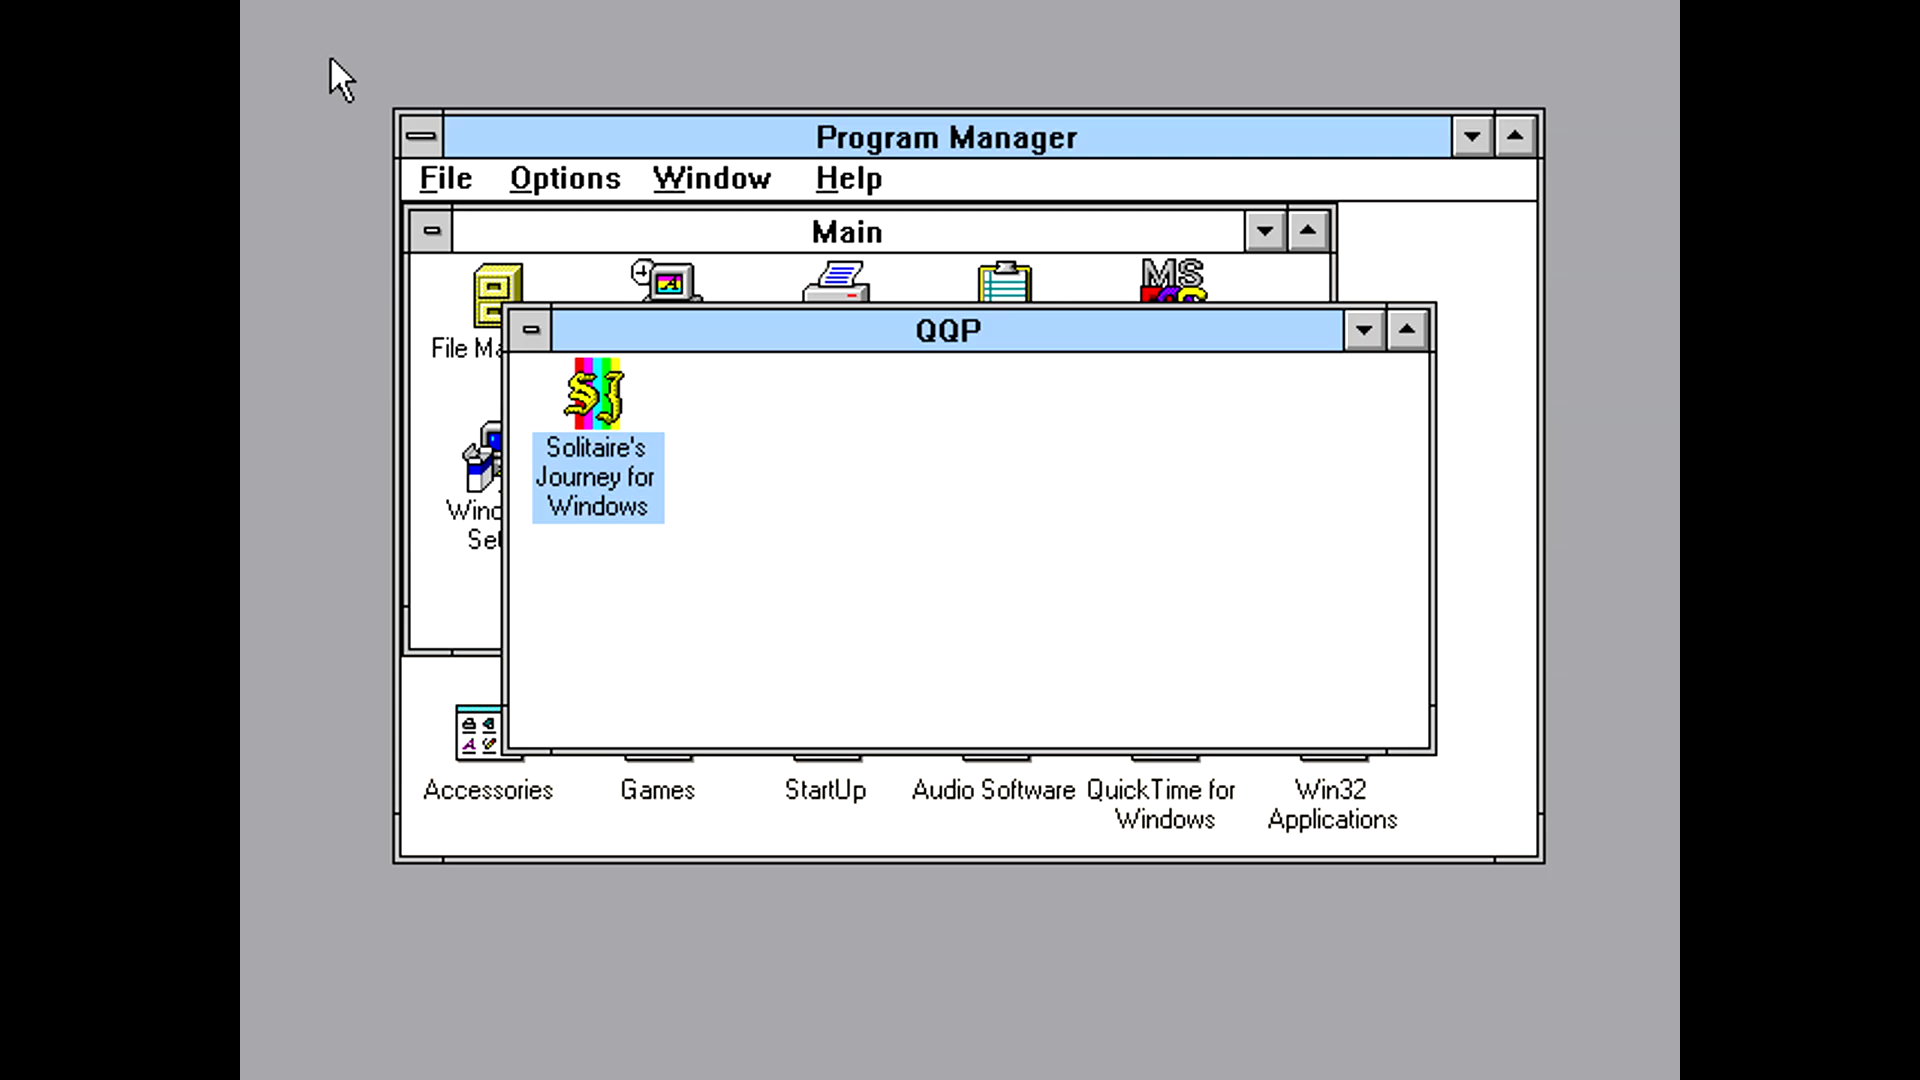 Program Manager
File Options Window Help
Main
MS
File Ma
QQP
SJ
Solitaire's
Journey for
Windows
Wind
Set
Accessories
Games
StartUp
Audio Software
QuickTime for
Windows
Win32
Applications